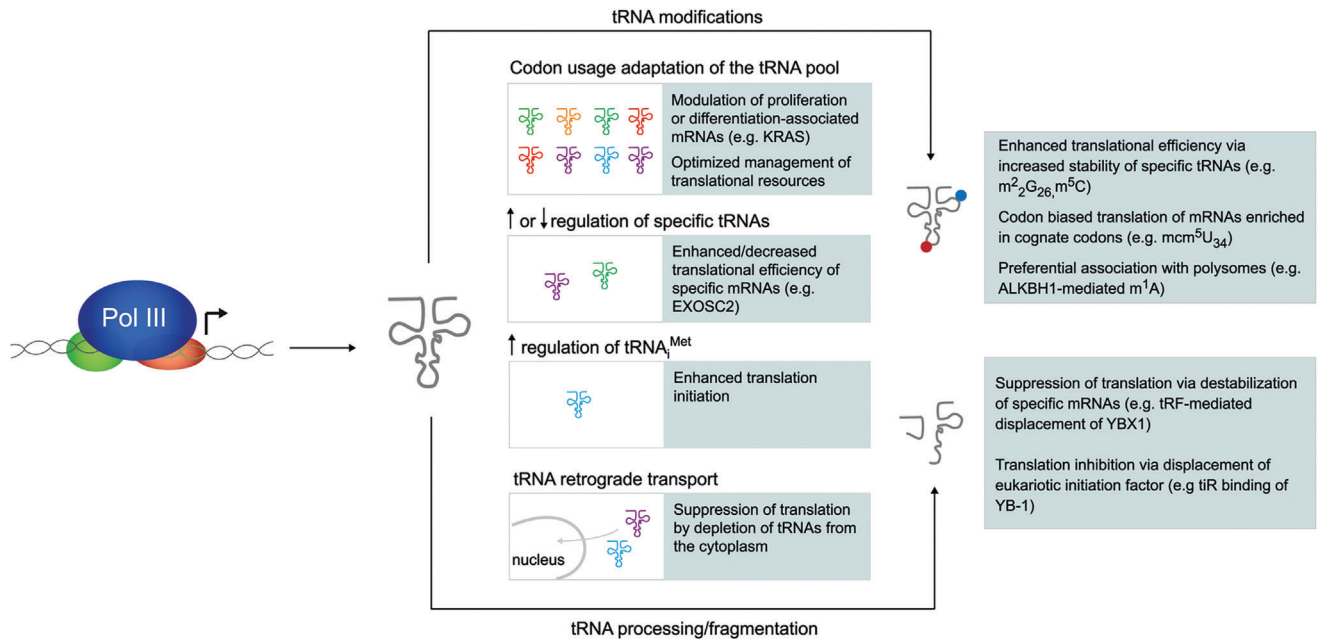 tRNA modifications
Codon usage adaptation of the tRNA pool
Modulation of proliferation
or differentiation-associated
mRNAs (e.g. KRAS)
Optimized management of
translational resources
↑ or ↓ regulation of specific tRNAs
Enhanced/decreased
translational efficiency of
specific mRNAs (e.g.
EXOSC2)
↑ regulation of tRNAᵢᴹᵉᵗ
Enhanced translation
initiation
tRNA retrograde transport
nucleus
Suppression of translation
by depletion of tRNAs from
the cytoplasm
Pol III
Enhanced translational efficiency via
increased stability of specific tRNAs (e.g.
m²₂G₂₆,m⁵C)
Codon biased translation of mRNAs enriched
in cognate codons (e.g. mcm⁵U₃₄)
Preferential association with polysomes (e.g.
ALKBH1-mediated m¹A)
Suppression of translation via destabilization
of specific mRNAs (e.g. tRF-mediated
displacement of YBX1)
Translation inhibition via displacement of
eukariotic initiation factor (e.g tiR binding of
YB-1)
tRNA processing/fragmentation